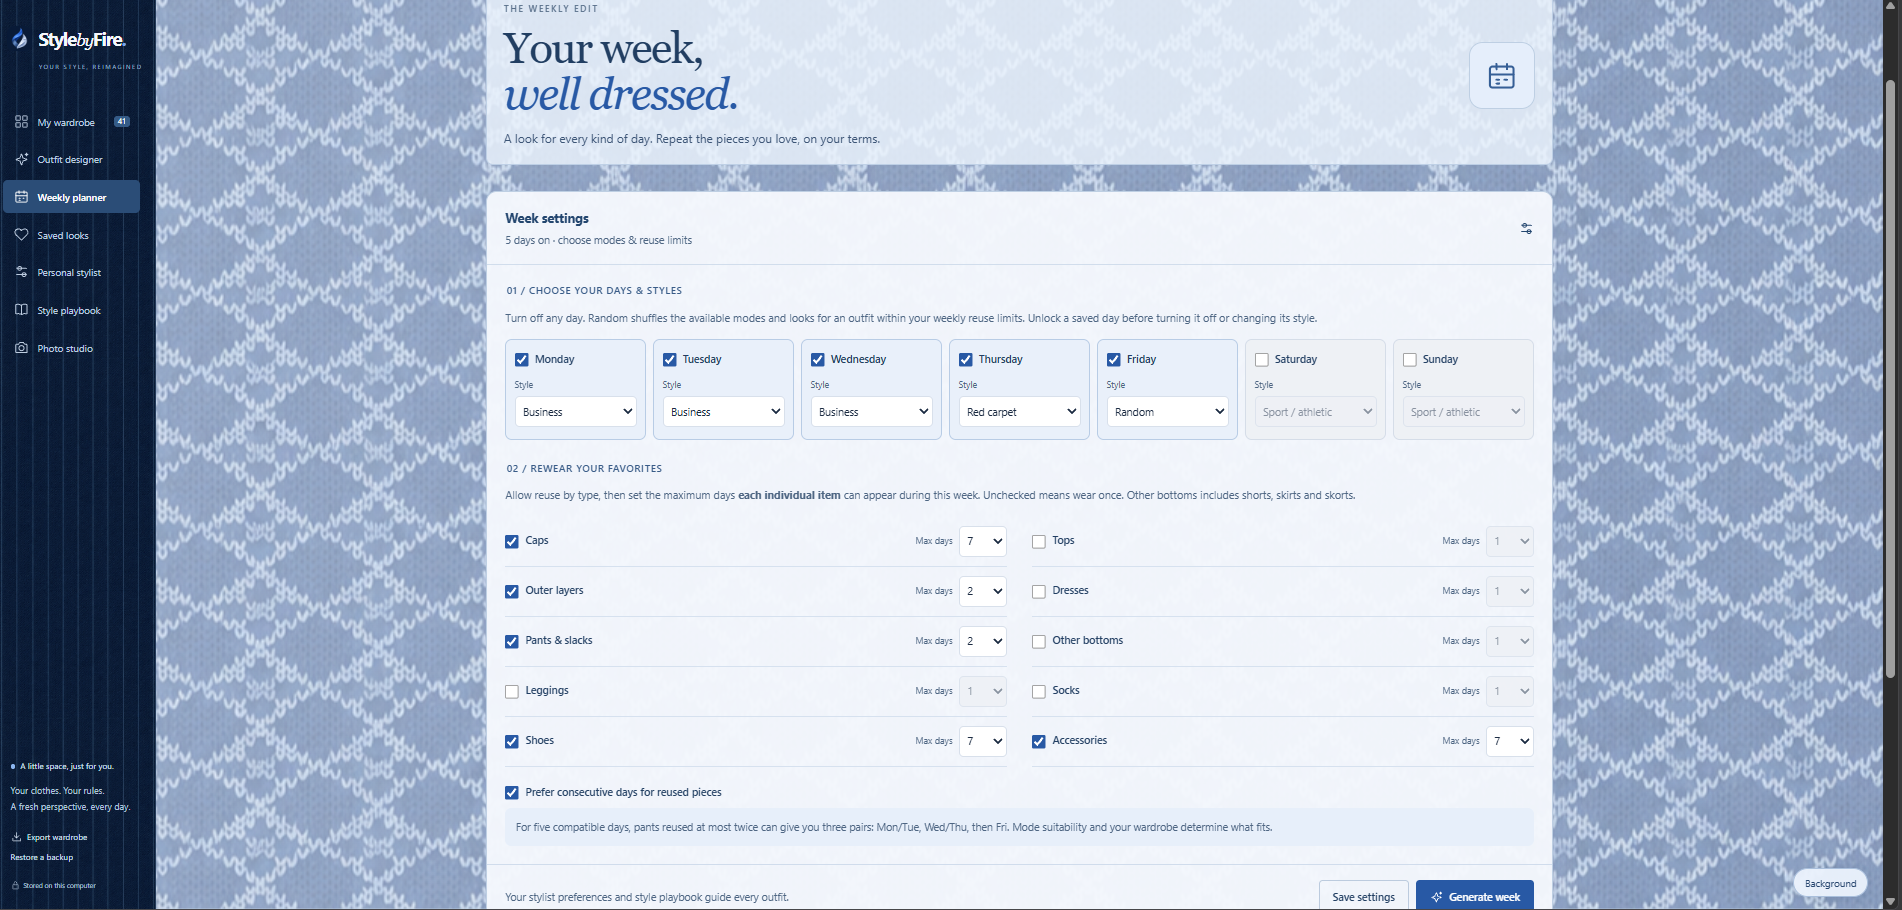 StylebyFire.
YOUR STYLE, REIMAGINED
My wardrobe 41
Outfit designer
Weekly planner
Saved looks
Personal stylist
Style playbook
Photo studio
A little space, just for you.
Your clothes. Your rules.
A fresh perspective, every day.
Export wardrobe
Restore a backup
Stored on this computer
THE WEEKLY EDIT
Your week,
well dressed.
A look for every kind of day. Repeat the pieces you love, on your terms.
Week settings
5 days on · choose modes & reuse limits
01 / CHOOSE YOUR DAYS & STYLES
Turn off any day. Random shuffles the available modes and looks for an outfit within your weekly reuse limits. Unlock a saved day before turning it off or changing its style.
Monday Tuesday Wednesday Thursday Friday Saturday Sunday
Style Style Style Style Style Style Style
Business Business Business Red carpet Random Sport / athletic Sport / athletic
02 / REWEAR YOUR FAVORITES
Allow reuse by type, then set the maximum days each individual item can appear during this week. Unchecked means wear once. Other bottoms includes shorts, skirts and skorts.
Caps Max days 7 Tops Max days 1
Outer layers Max days 2 Dresses Max days 1
Pants & slacks Max days 2 Other bottoms Max days 1
Leggings Max days 1 Socks Max days 1
Shoes Max days 7 Accessories Max days 7
Prefer consecutive days for reused pieces
For five compatible days, pants reused at most twice can give you three pairs: Mon/Tue, Wed/Thu, then Fri. Mode suitability and your wardrobe determine what fits.
Your stylist preferences and style playbook guide every outfit. Save settings Generate week
Background